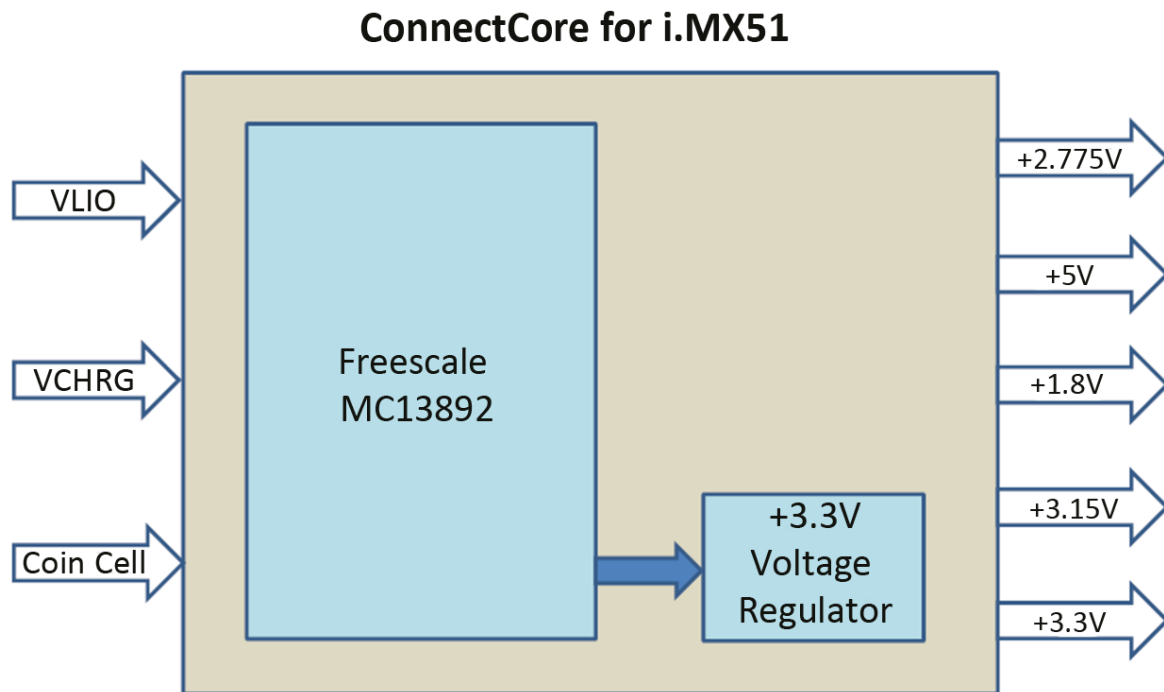 ConnectCore for i.MX51
VLIO
VCHRG
Coin Cell
Freescale
MC13892
+3.3V
Voltage
Regulator
+2.775V
+5V
+1.8V
+3.15V
+3.3V